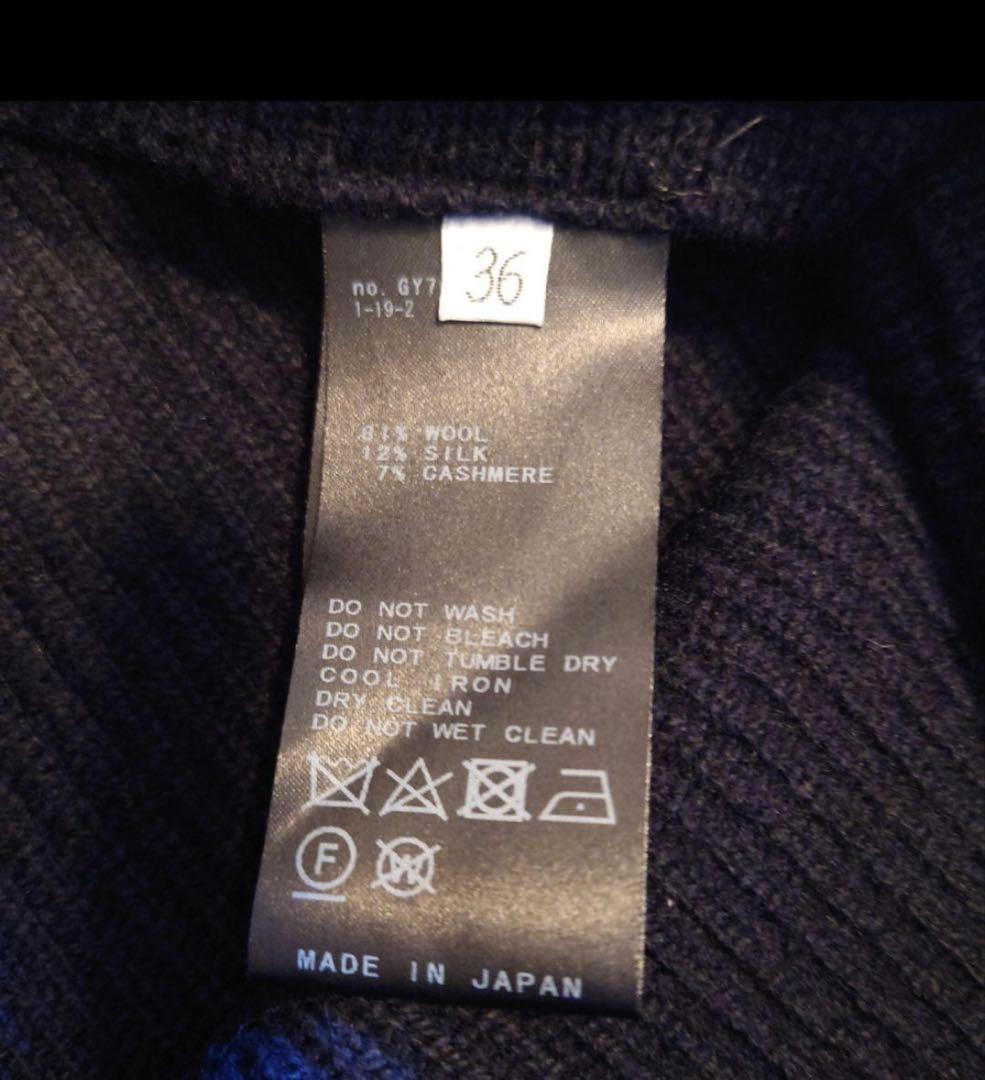 36
no. GY7
1-19-2
81% WOOL
12% SILK
7% CASHMERE
DO NOT WASH
DO NOT BLEACH
DO NOT TUMBLE DRY
COOL IRON
DRY CLEAN
DO NOT WET CLEAN
F W
MADE IN JAPAN